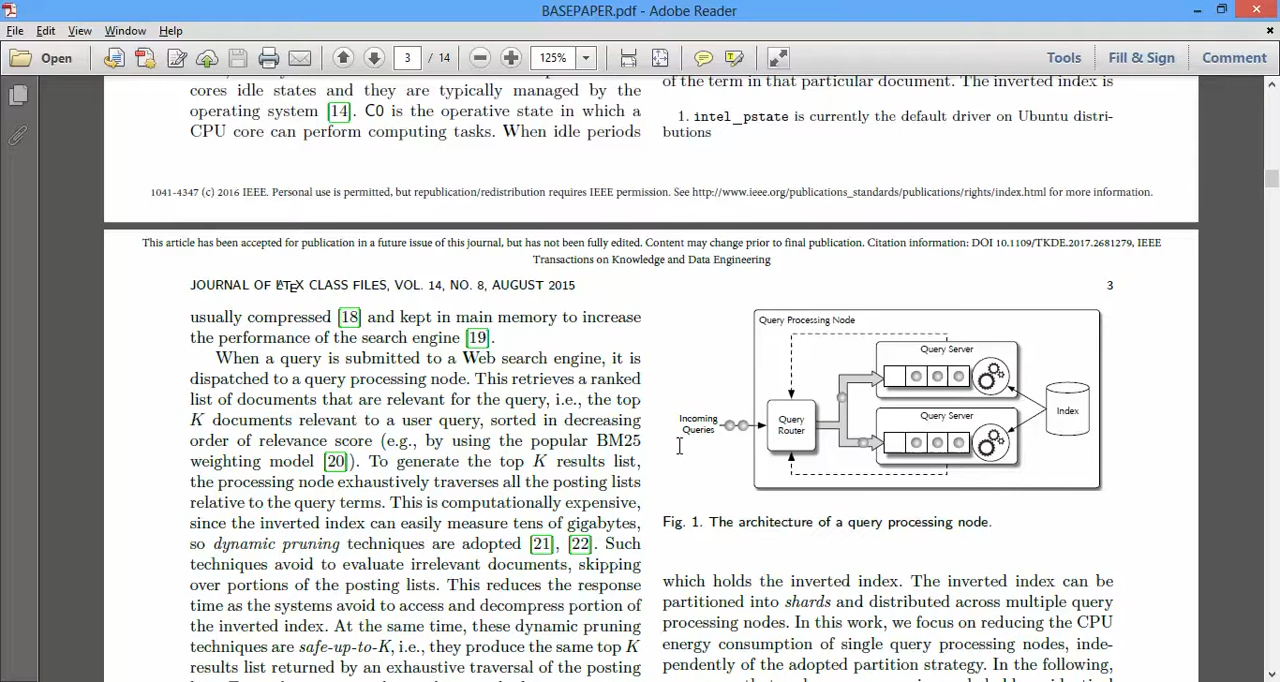 BASEPAPER.pdf - Adobe Reader
File Edit View Window Help
Open 3 / 14 125% Tools Fill & Sign Comment
cores idle states and they are typically managed by the
operating system [14]. C0 is the operative state in which a
CPU core can perform computing tasks. When idle periods
of the term in that particular document. The inverted index is
1. intel_pstate is currently the default driver on Ubuntu distri-
butions
1041-4347 (c) 2016 IEEE. Personal use is permitted, but republication/redistribution requires IEEE permission. See http://www.ieee.org/publications_standards/publications/rights/index.html for more information.
This article has been accepted for publication in a future issue of this journal, but has not been fully edited. Content may change prior to final publication. Citation information: DOI 10.1109/TKDE.2017.2681279, IEEE
Transactions on Knowledge and Data Engineering
JOURNAL OF LATEX CLASS FILES, VOL. 14, NO. 8, AUGUST 2015 3
usually compressed [18] and kept in main memory to increase
the performance of the search engine [19].
When a query is submitted to a Web search engine, it is
dispatched to a query processing node. This retrieves a ranked
list of documents that are relevant for the query, i.e., the top
K documents relevant to a user query, sorted in decreasing
order of relevance score (e.g., by using the popular BM25
weighting model [20]). To generate the top K results list,
the processing node exhaustively traverses all the posting lists
relative to the query terms. This is computationally expensive,
since the inverted index can easily measure tens of gigabytes,
so dynamic pruning techniques are adopted [21], [22]. Such
techniques avoid to evaluate irrelevant documents, skipping
over portions of the posting lists. This reduces the response
time as the systems avoid to access and decompress portion of
the inverted index. At the same time, these dynamic pruning
techniques are safe-up-to-K, i.e., they produce the same top K
results list returned by an exhaustive traversal of the posting
Query Processing Node
Query Server
Incoming
Queries
Query
Router
Query Server
Index
Fig. 1. The architecture of a query processing node.
which holds the inverted index. The inverted index can be
partitioned into shards and distributed across multiple query
processing nodes. In this work, we focus on reducing the CPU
energy consumption of single query processing nodes, inde-
pendently of the adopted partition strategy. In the following,